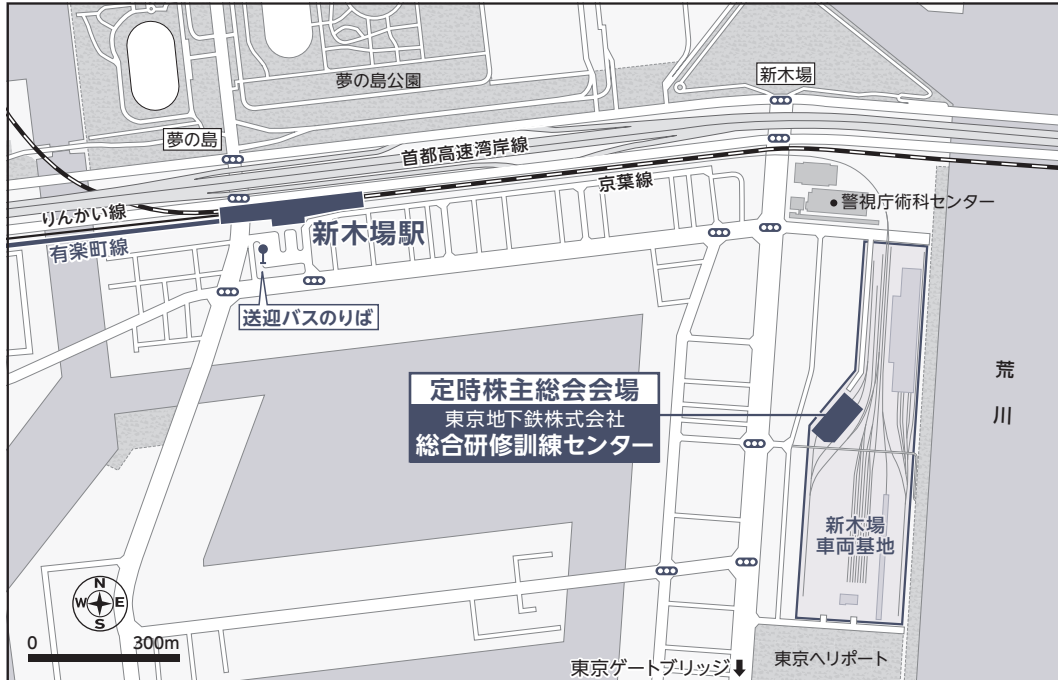 夢の島公園
新木場
夢の島
首都高速湾岸線
京葉線
りんかい線
有楽町線
新木場駅
警視庁術科センター
送迎バスのりば
定時株主総会会場
東京地下鉄株式会社
総合研修訓練センター
荒
川
新木場
車両基地
N
W E
S
0 300m
東京ゲートブリッジ
東京ヘリポート